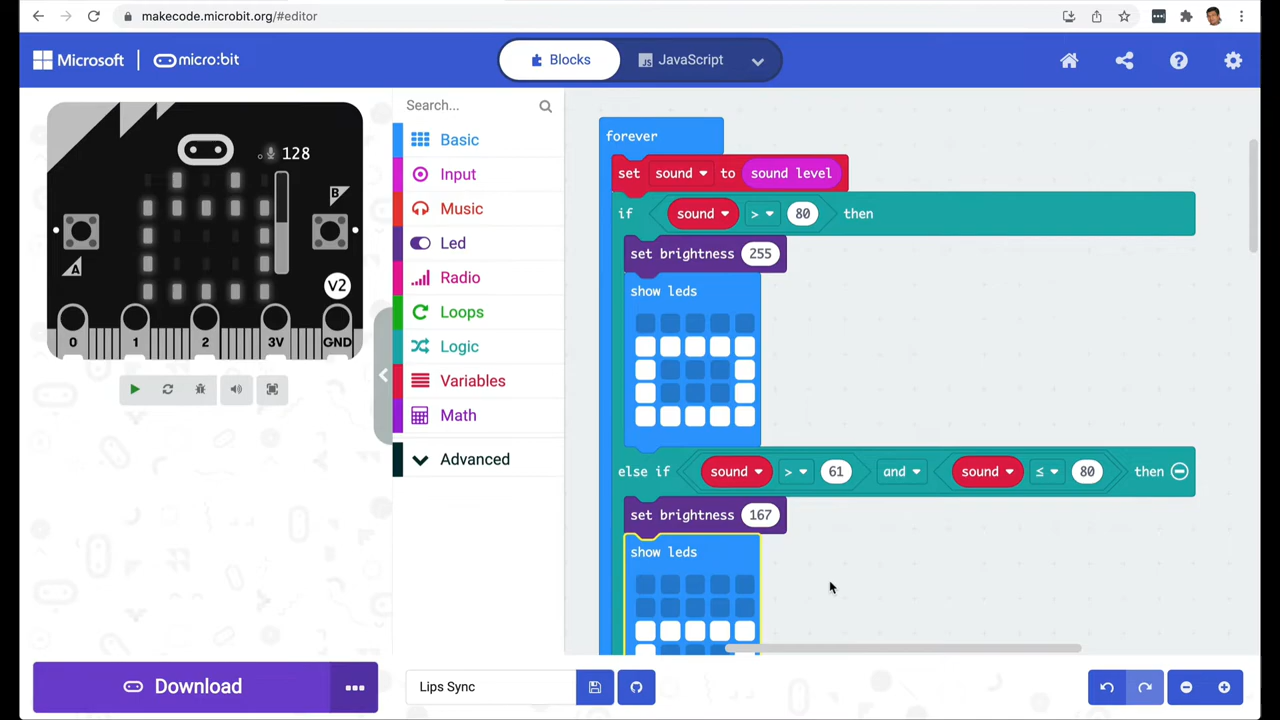 makecode.microbit.org/#editor
Microsoft
micro:bit
Blocks
JavaScript
128
B
A
V2
0
1
2
3V
GND
Download
Search...
Basic
Input
Music
Led
Radio
Loops
Logic
Variables
Math
Advanced
forever
set sound to sound level
if sound > 80 then
set brightness 255
show leds
else if sound > 61 and sound ≤ 80 then
set brightness 167
show leds
Lips Sync